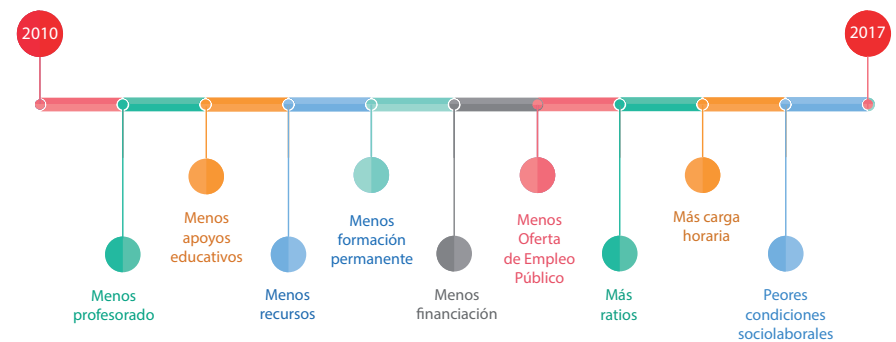 2010
2017
Menos
profesorado
Menos
apoyos
educativos
Menos
recursos
Menos
formación
permanente
Menos
financiación
Menos
Oferta
de Empleo
Público
Más
ratios
Más carga
horaria
Peores
condiciones
sociolaborales